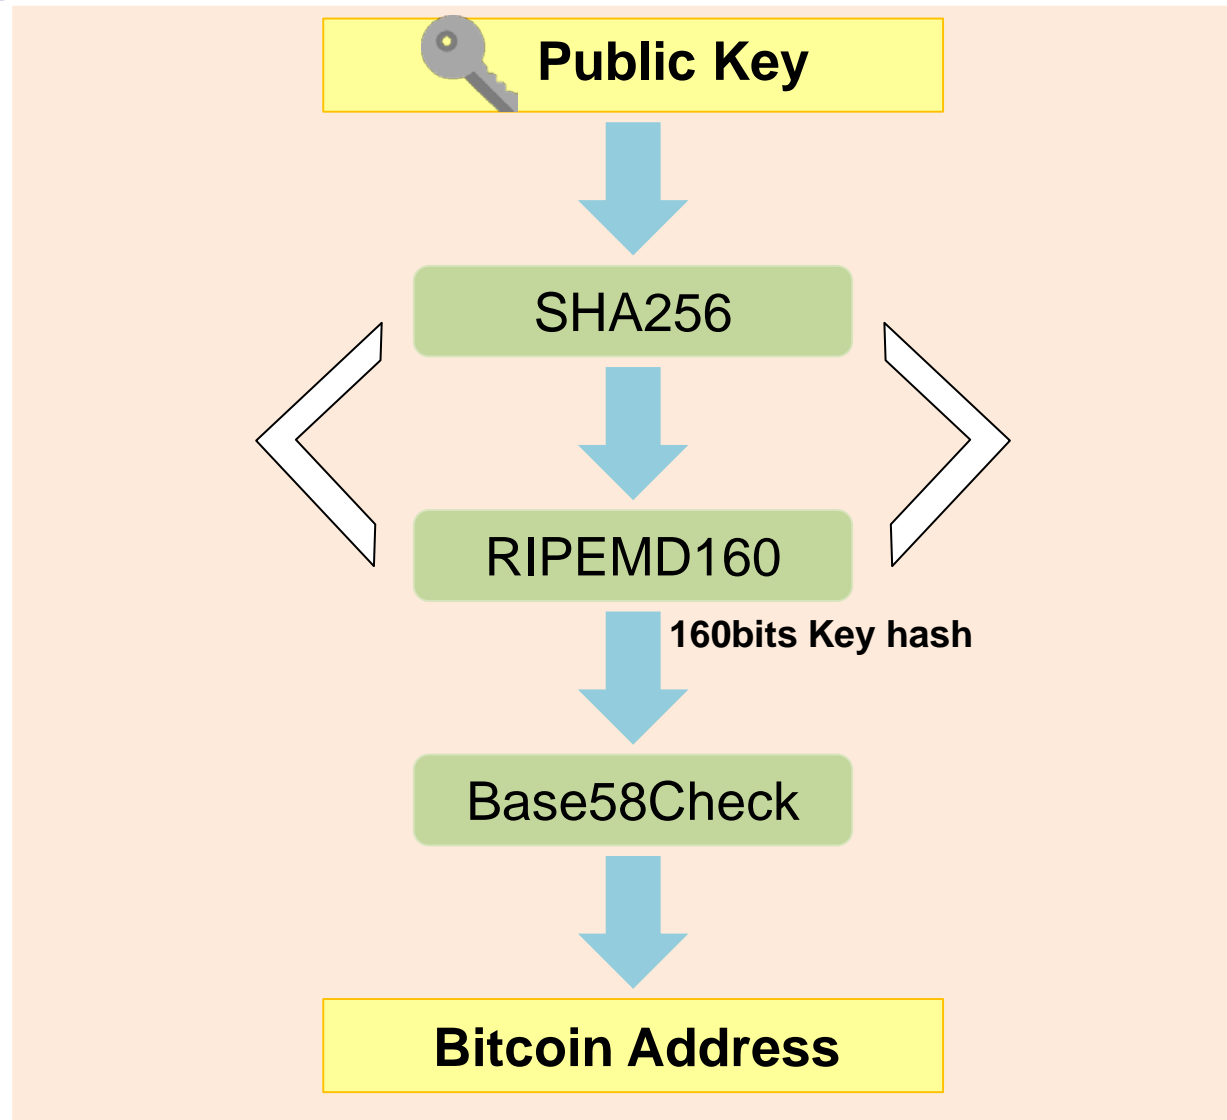 Public Key
SHA256
RIPEMD160
160bits Key hash
Base58Check
Bitcoin Address